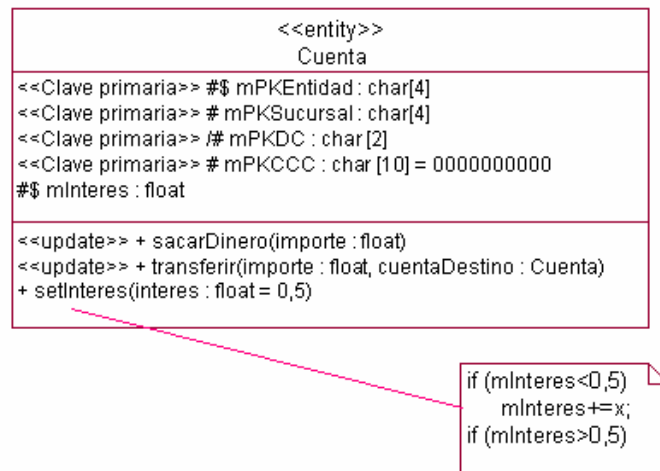 <<entity>>
Cuenta
<<Clave primaria>> #$ mPKEntidad : char[4]
<<Clave primaria>> # mPKSucursal : char[4]
<<Clave primaria>> /# mPKDC : char [2]
<<Clave primaria>> # mPKCCC : char [10] = 0000000000
#$ mInteres : float
<<update>> + sacarDinero(importe : float)
<<update>> + transferir(importe : float, cuentaDestino : Cuenta)
+ setInteres(interes : float = 0,5)
if (mInteres<0,5)
mInteres+=x;
if (mInteres>0,5)